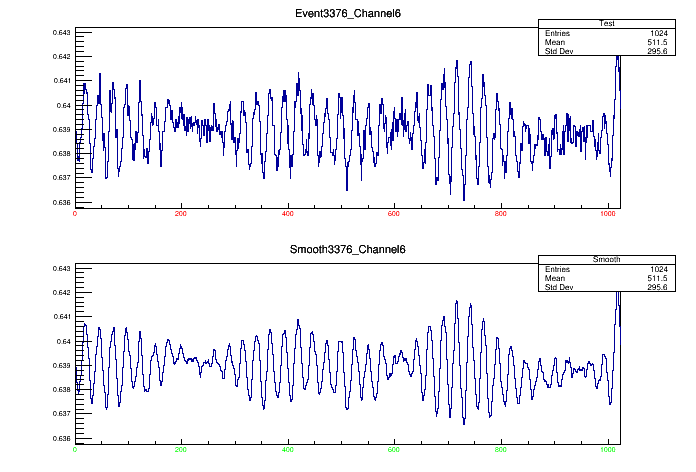 Event3376_Channel6
Test
Entries 1024
Mean 511.5
Std Dev 295.6
0.643
0.642
0.641
0.64
0.639
0.638
0.637
0.636
0 200 400 600 800 1000
Smooth3376_Channel6
Smooth
Entries 1024
Mean 511.5
Std Dev 295.6
0.643
0.642
0.641
0.64
0.639
0.638
0.637
0.636
0 200 400 600 800 1000